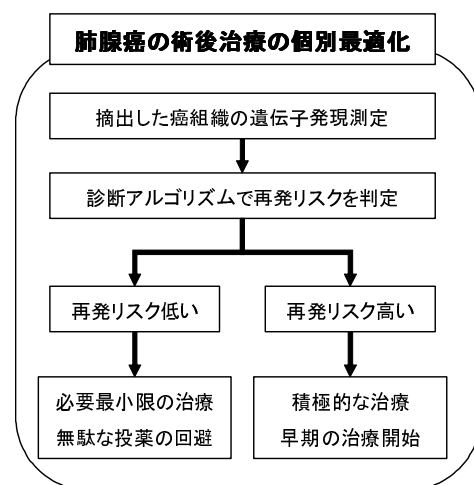 肺腺癌の術後治療の個別最適化
摘出した癌組織の遺伝子発現測定
診断アルゴリズムで再発リスクを判定
再発リスク低い
再発リスク高い
必要最小限の治療
無駄な投薬の回避
積極的な治療
早期の治療開始